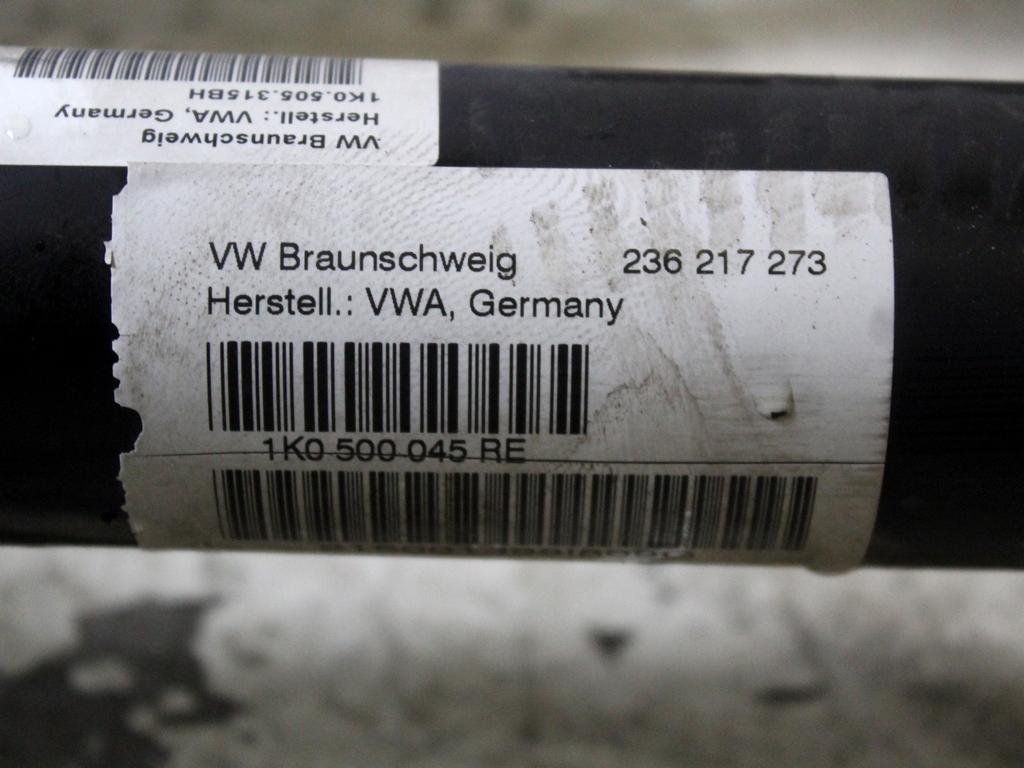 VW Braunschweig
Herstell.: VWA, Germany
1K0.505.315BH
VW Braunschweig 236 217 273
Herstell.: VWA, Germany
1K0 500 045 RE